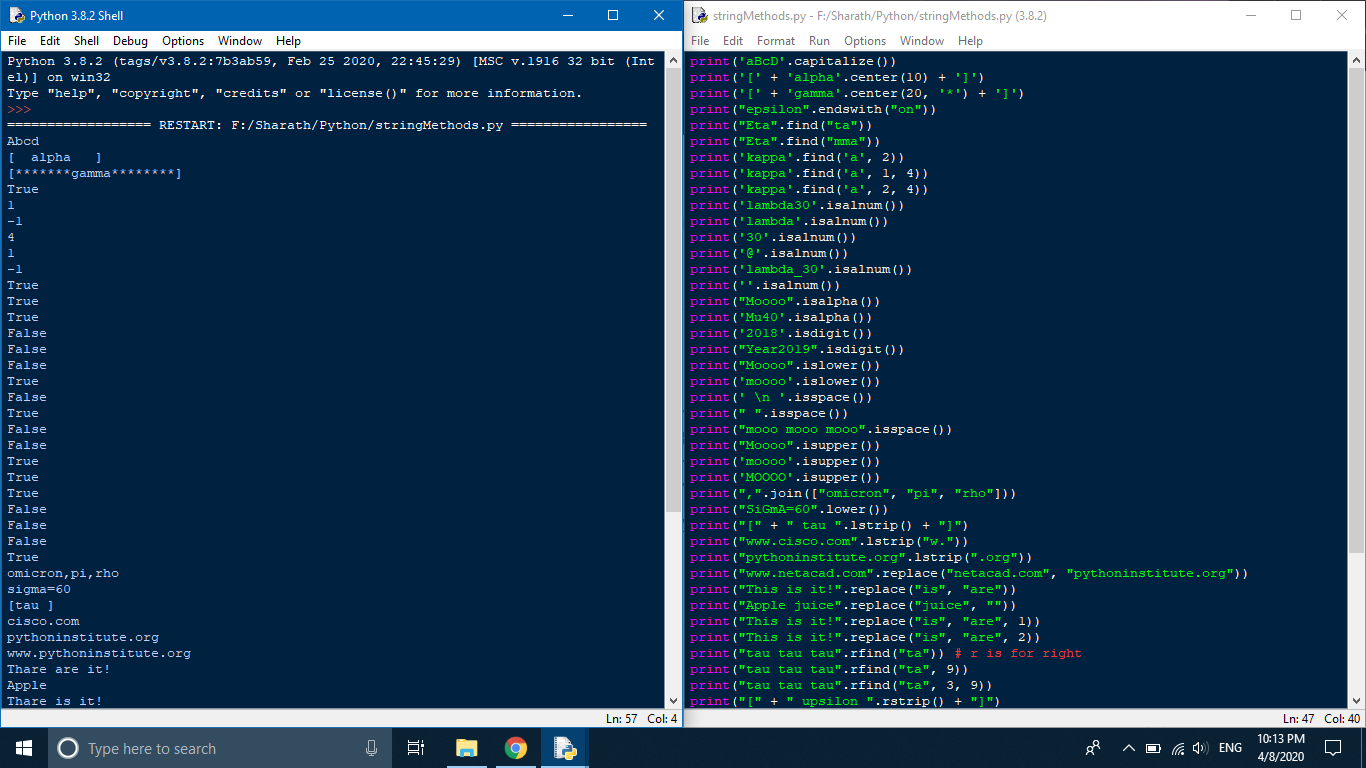 Python 3.8.2 Shell
File Edit Shell Debug Options Window Help
Python 3.8.2 (tags/v3.8.2:7b3ab59, Feb 25 2020, 22:45:29) [MSC v.1916 32 bit (Int
el)] on win32
Type "help", "copyright", "credits" or "license()" for more information.
>>>
================== RESTART: F:/Sharath/Python/stringMethods.py =================
Abcd
[  alpha   ]
[*******gamma********]
True
1
-1
4
1
-1
True
True
True
False
False
False
True
False
True
False
False
True
True
True
False
False
False
True
omicron,pi,rho
sigma=60
[tau ]
cisco.com
pythoninstitute.org
www.pythoninstitute.org
Thare are it!
Apple
There is it!
Ln: 57 Col: 4
stringMethods.py - F:/Sharath/Python/stringMethods.py (3.8.2)
File Edit Format Run Options Window Help
print('aBcD'.capitalize())
print('[' + 'alpha'.center(10) + ']')
print('[' + 'gamma'.center(20, '*') + ']')
print("epsilon".endswith("on"))
print("Eta".find("ta"))
print("Eta".find("mma"))
print('kappa'.find('a', 2))
print('kappa'.find('a', 1, 4))
print('kappa'.find('a', 2, 4))
print('lambda30'.isalnum())
print('lambda'.isalnum())
print('30'.isalnum())
print('@'.isalnum())
print('lambda_30'.isalnum())
print(''.isalnum())
print("Moooo".isalpha())
print('Mu40'.isalpha())
print('2018'.isdigit())
print("Year2019".isdigit())
print("Moooo".islower())
print('moooo'.islower())
print(' \n '.isspace())
print(" ".isspace())
print("mooo mooo mooo".isspace())
print("Moooo".isupper())
print('moooo'.isupper())
print('MOOOO'.isupper())
print(",".join(["omicron", "pi", "rho"]))
print("SiGmA=60".lower())
print("[" + " tau ".lstrip() + "]")
print("www.cisco.com".lstrip("w."))
print("pythoninstitute.org".lstrip(".org"))
print("www.netacad.com".replace("netacad.com", "pythoninstitute.org"))
print("This is it!".replace("is", "are"))
print("Apple juice".replace("juice", ""))
print("This is it!".replace("is", "are", 1))
print("This is it!".replace("is", "are", 2))
print("tau tau tau".rfind("ta")) # r is for right
print("tau tau tau".rfind("ta", 9))
print("tau tau tau".rfind("ta", 3, 9))
print("[" + " upsilon ".rstrip() + "]")
Ln: 47 Col: 40
Type here to search
ENG
10:13 PM
4/8/2020